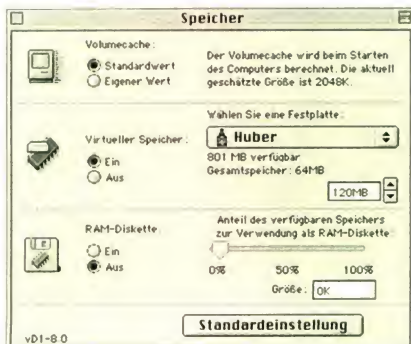 Speicher
Volumecache:
Standardwert
Eigener Wert
Der Volumecache wird beim Starten
des Computers berechnet. Die aktuell
geschätzte Größe ist 2048K.
Virtueller Speicher:
Ein
Aus
Wählen Sie eine Festplatte:
Huber
801 MB verfügbar
Gesamtspeicher: 64MB
120MB
RAM-Diskette:
Ein
Aus
Anteil des verfügbaren Speichers
zur Verwendung als RAM-Diskette:
0% 50% 100%
Größe: 0K
Standardeinstellung
vD1-8.0